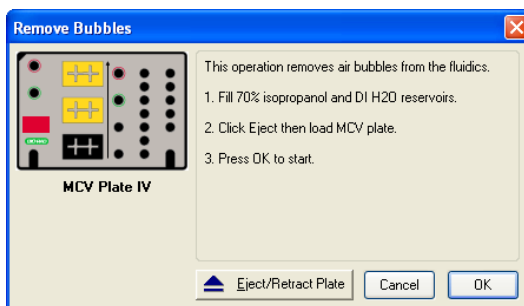 Remove Bubbles
This operation removes air bubbles from the fluidics.
1. Fill 70% isopropanol and DI H2O reservoirs.
2. Click Eject then load MCV plate.
3. Press OK to start.
MCV Plate IV
Eject/Retract Plate
Cancel
OK